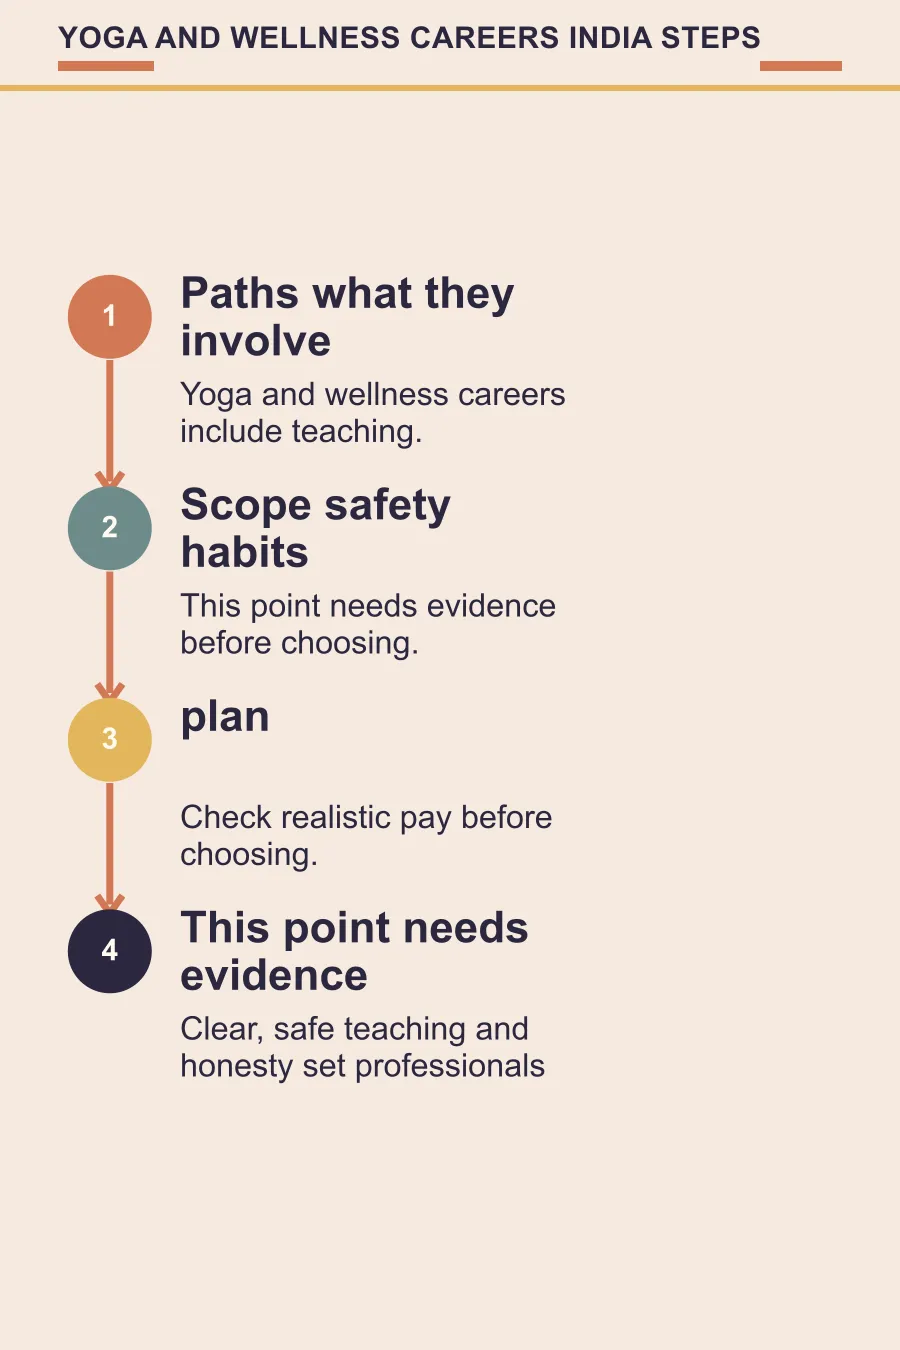 YOGA AND WELLNESS CAREERS INDIA STEPS
1
Paths what they
involve
Yoga and wellness careers
include teaching.
2
Scope safety
habits
This point needs evidence
before choosing.
3
plan
Check realistic pay before
choosing.
4
This point needs
evidence
Clear, safe teaching and
honesty set professionals